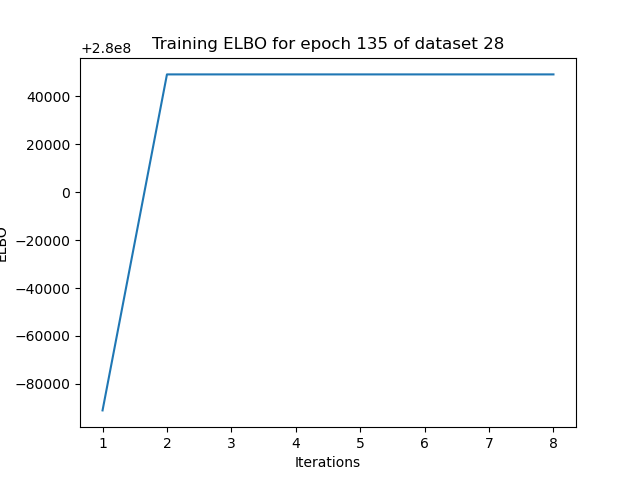 Training ELBO for epoch 135 of dataset 28
+2.8e8
40000
20000
0
−20000
−40000
−60000
−80000
ELBO
1 2 3 4 5 6 7 8
Iterations